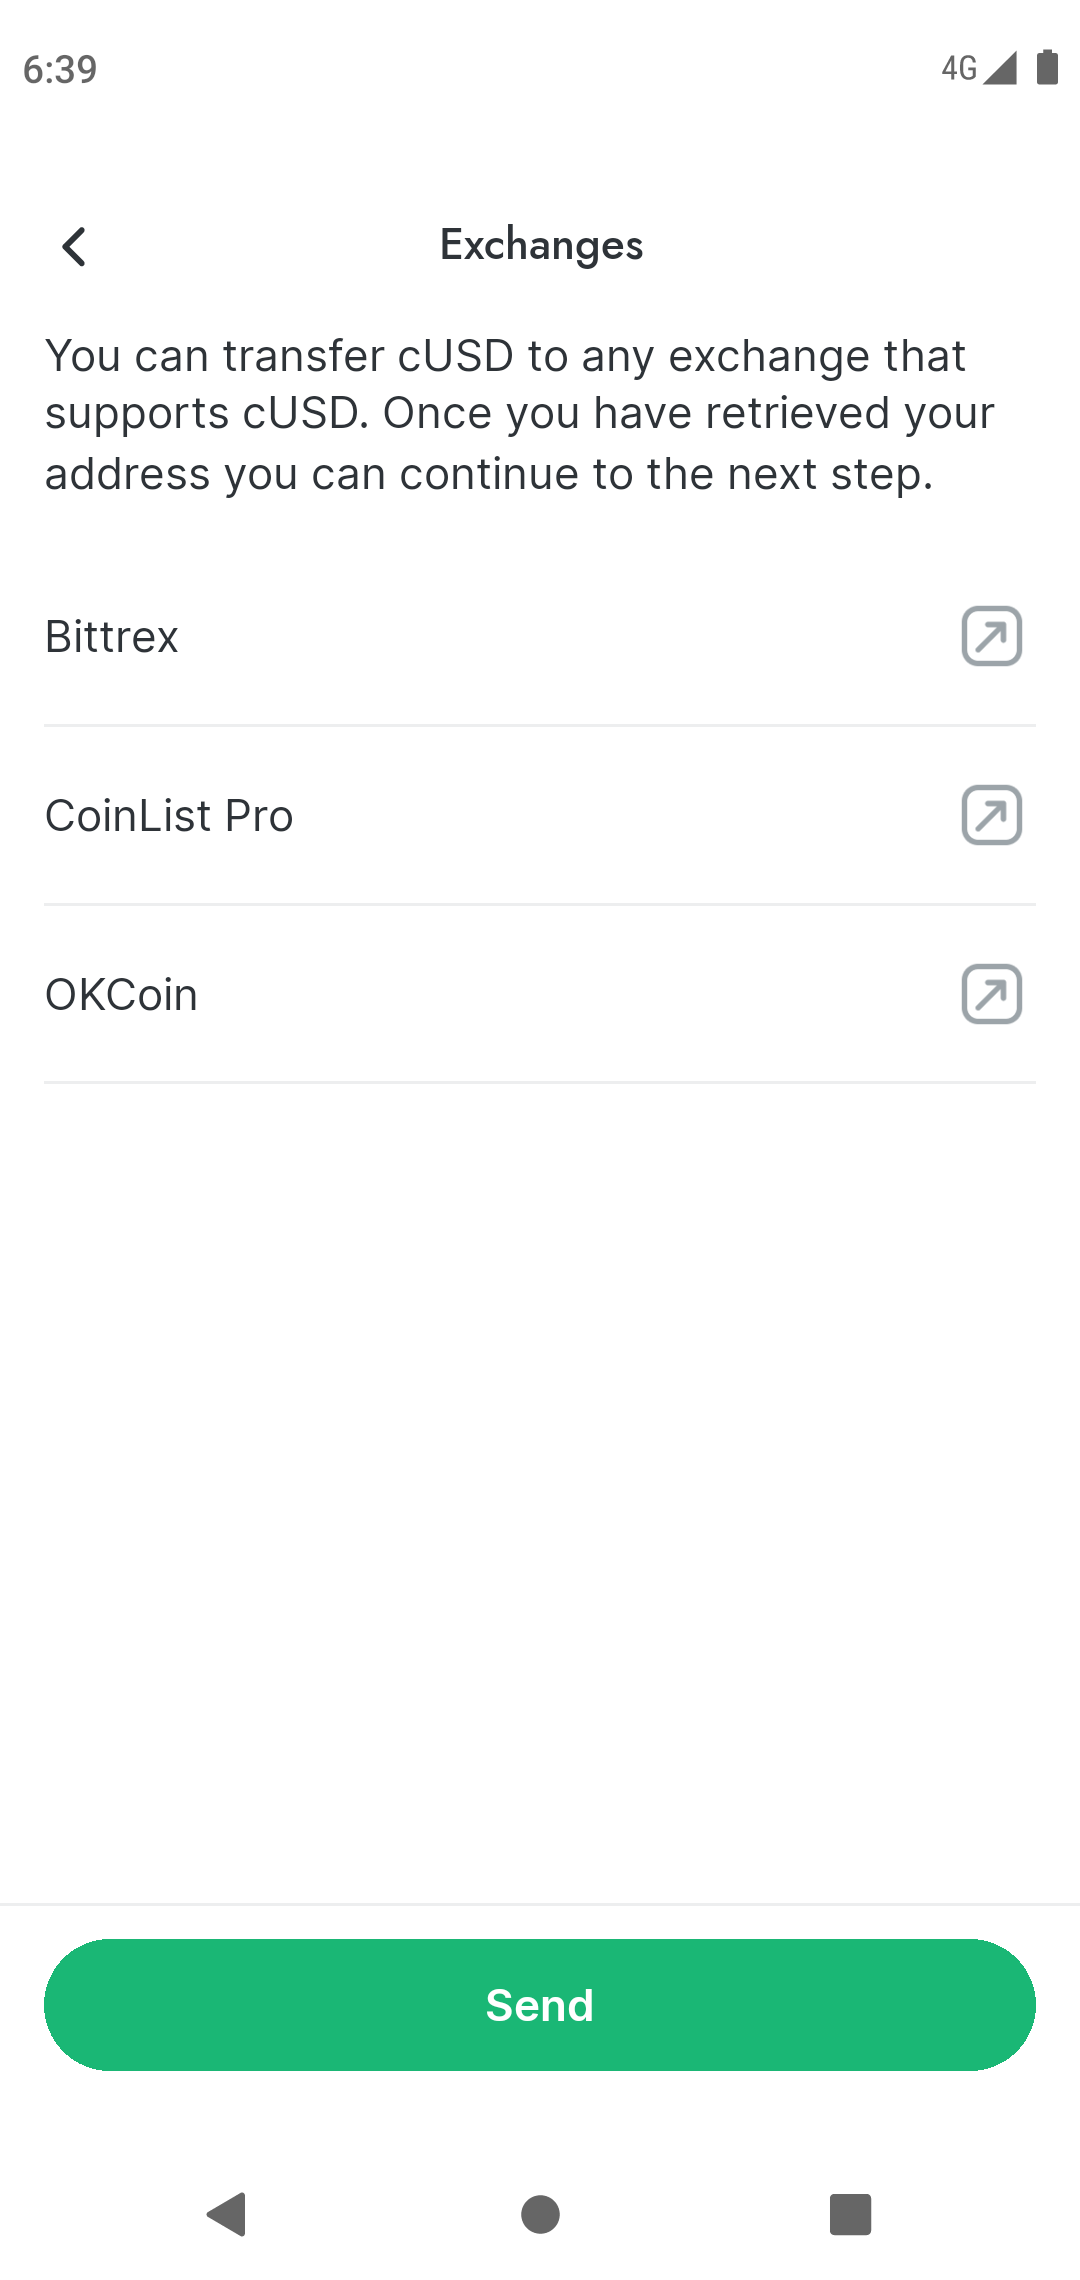 6:39
4G
Exchanges
You can transfer cUSD to any exchange that
supports cUSD. Once you have retrieved your
address you can continue to the next step.
Bittrex
CoinList Pro
OKCoin
Send